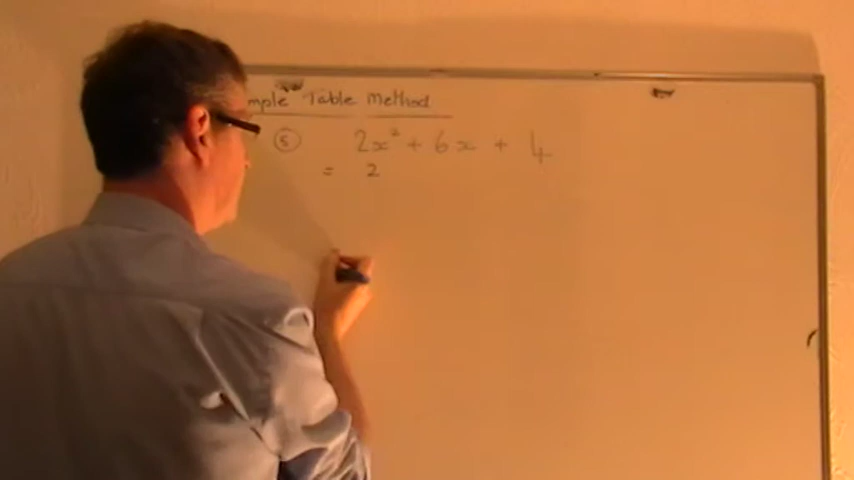 mple Table Method
⑤ 2x² + 6x + 4
= 2